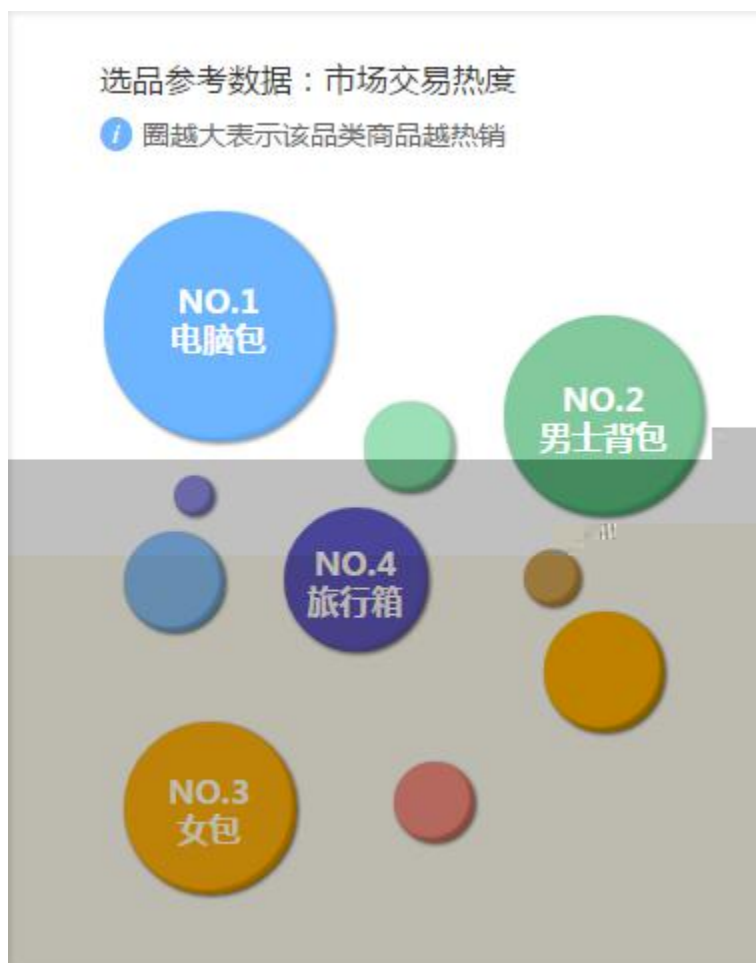 选品参考数据：市场交易热度
i 圈越大表示该品类商品越热销
NO.1
电脑包
NO.2
男士背包
NO.4
旅行箱
NO.3
女包